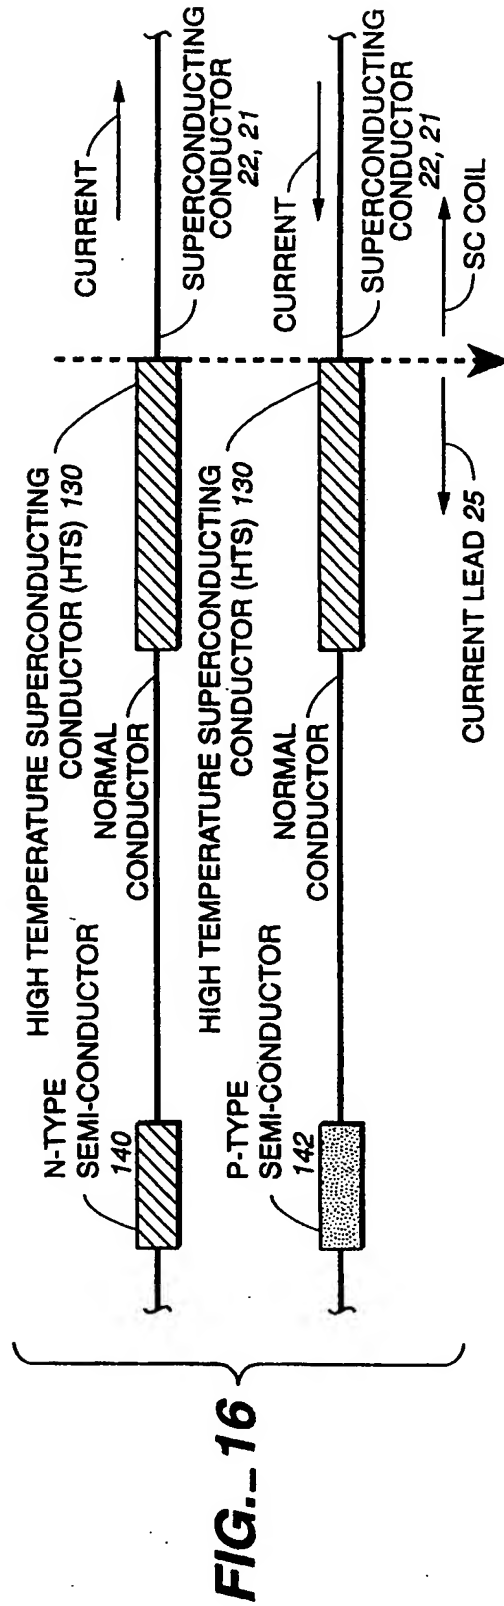 N-TYPE
SEMI-CONDUCTOR
140
HIGH TEMPERATURE SUPERCONDUCTING
CONDUCTOR (HTS) 130
NORMAL
CONDUCTOR
CURRENT
SUPERCONDUCTING
CONDUCTOR
22, 21
P-TYPE
SEMI-CONDUCTOR
142
HIGH TEMPERATURE SUPERCONDUCTING
CONDUCTOR (HTS) 130
NORMAL
CONDUCTOR
CURRENT
SUPERCONDUCTING
CONDUCTOR
22, 21
CURRENT LEAD 25
SC COIL
FIG._16